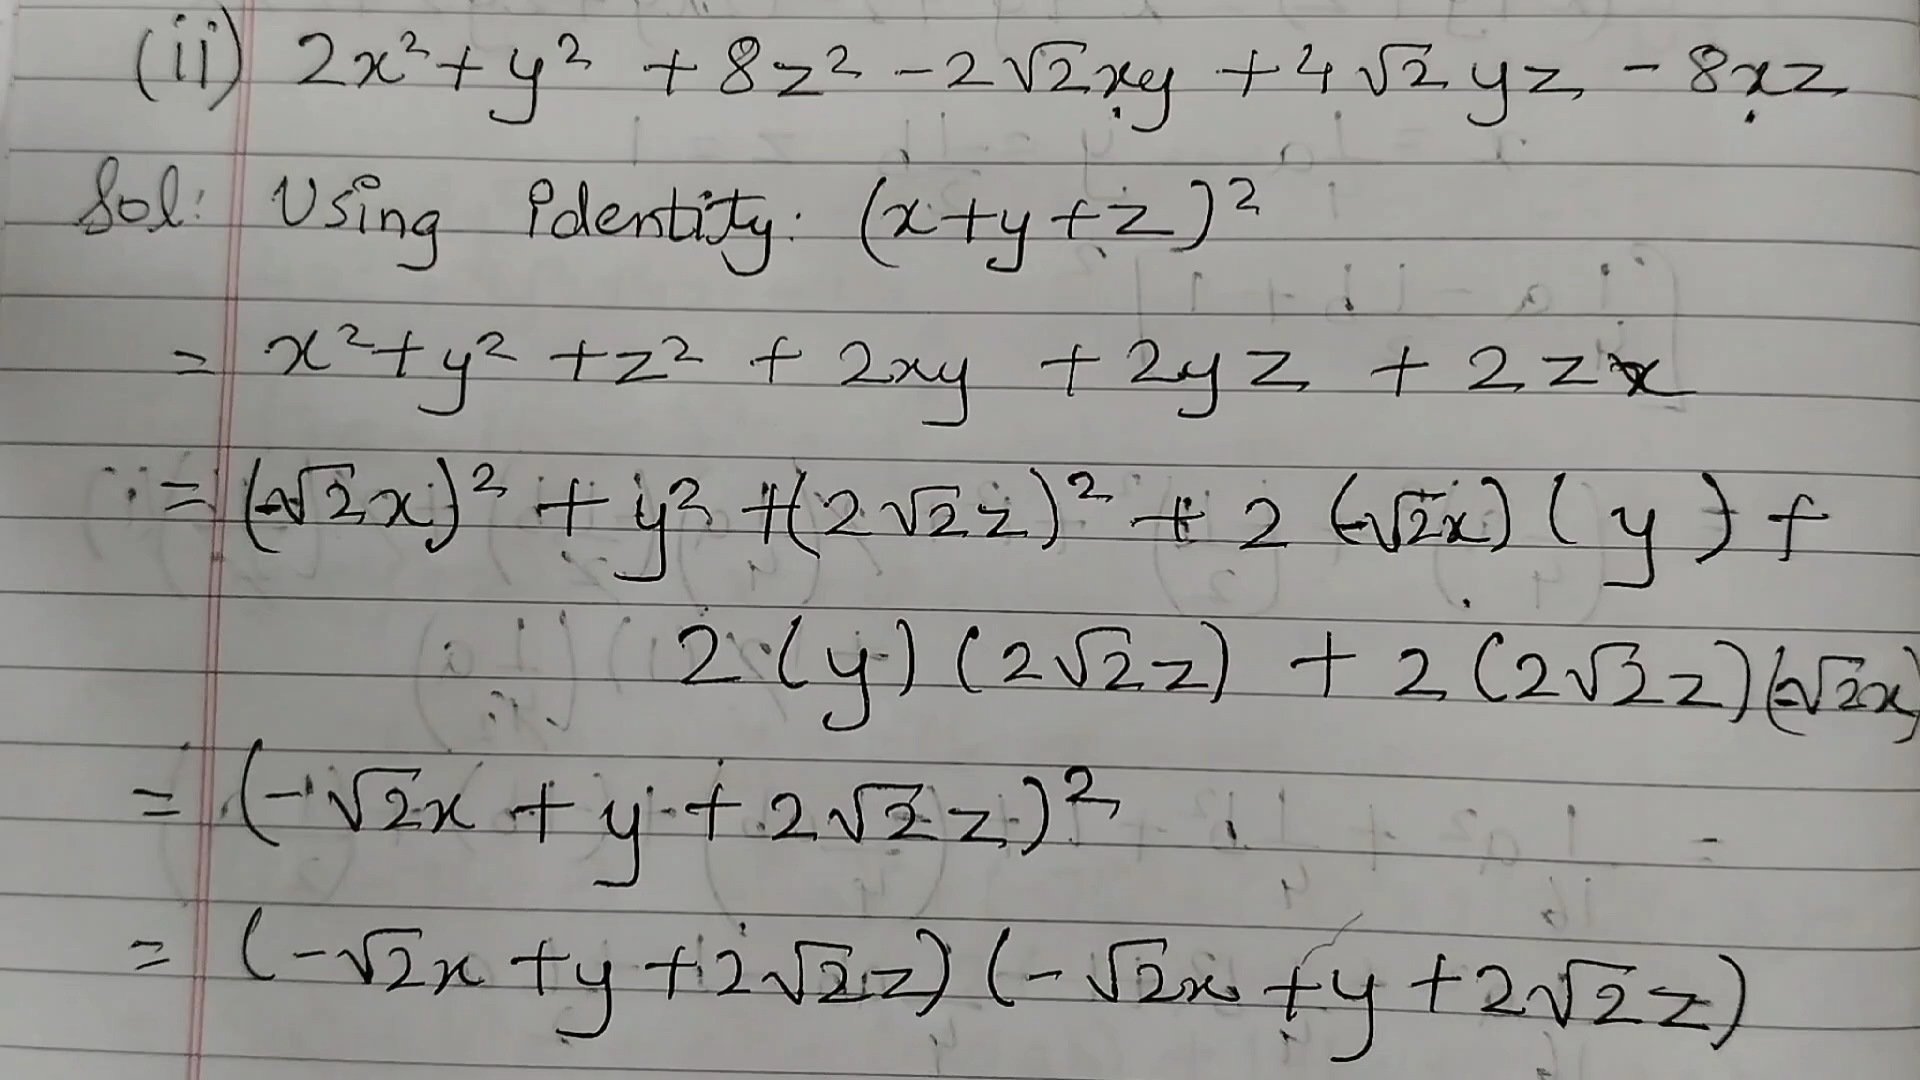 (ii) 2x² + y² + 8z² - 2√2xy + 4√2yz - 8xz
Sol: Using identity: (x+y+z)²
= x² + y² + z² + 2xy + 2yz + 2zx
= (-√2x)² + y² + (2√2z)² + 2(-√2x)(y) +
2(y)(2√2z) + 2(2√2z)(-√2x)
= (-√2x + y + 2√2z)²
= (-√2x + y + 2√2z)(-√2x + y + 2√2z)